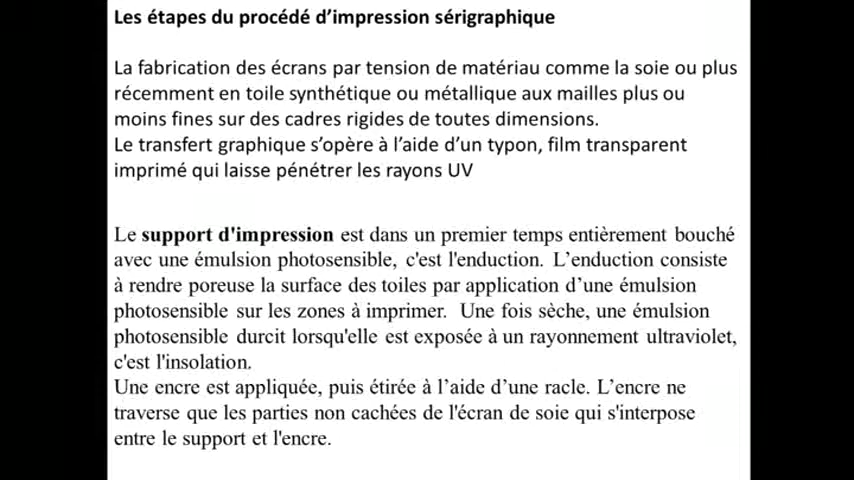 Les étapes du procédé d’impression sérigraphique
La fabrication des écrans par tension de matériau comme la soie ou plus
récemment en toile synthétique ou métallique aux mailles plus ou
moins fines sur des cadres rigides de toutes dimensions.
Le transfert graphique s’opère à l’aide d’un typon, film transparent
imprimé qui laisse pénétrer les rayons UV
Le support d'impression est dans un premier temps entièrement bouché
avec une émulsion photosensible, c'est l'enduction. L’enduction consiste
à rendre poreuse la surface des toiles par application d’une émulsion
photosensible sur les zones à imprimer. Une fois sèche, une émulsion
photosensible durcit lorsqu'elle est exposée à un rayonnement ultraviolet,
c'est l'insolation.
Une encre est appliquée, puis étirée à l’aide d’une racle. L’encre ne
traverse que les parties non cachées de l'écran de soie qui s'interpose
entre le support et l'encre.